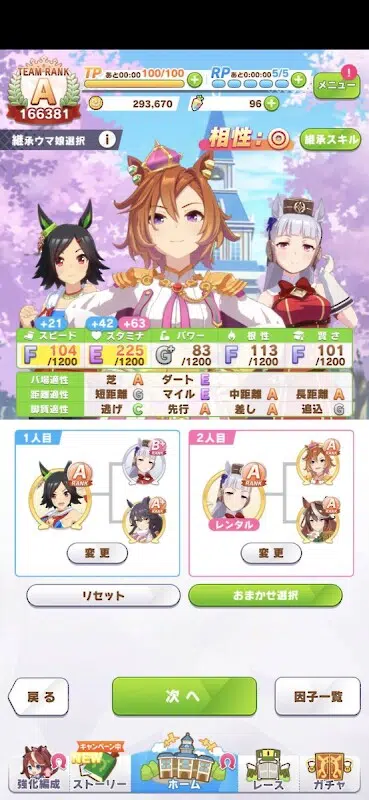 TEAM RANK
A
166381
TP あと00:00 100/100
RP あと0:00:00 5/5
メニュー
293,670
96
継承ウマ娘選択 i
相性:◎
継承スキル
+21 +42 +63
スピード スタミナ パワー 根性 賢さ
F 104 /1200 E 225 /1200 G+ 83 /1200 F 113 /1200 F 101 /1200
バ場適性 芝 A ダート E
距離適性 短距離 G マイル E 中距離 A 長距離 A
脚質適性 逃げ C 先行 A 差し A 追込 G
1人目
2人目
A RANK
B+ RANK
A+ RANK
A RANK
A RANK
A RANK
レンタル
変更
変更
リセット
おまかせ選択
戻る
次へ
因子一覧
キャンペーン中!
NEW
強化編成
ストーリー
ホーム
レース
ガチャ